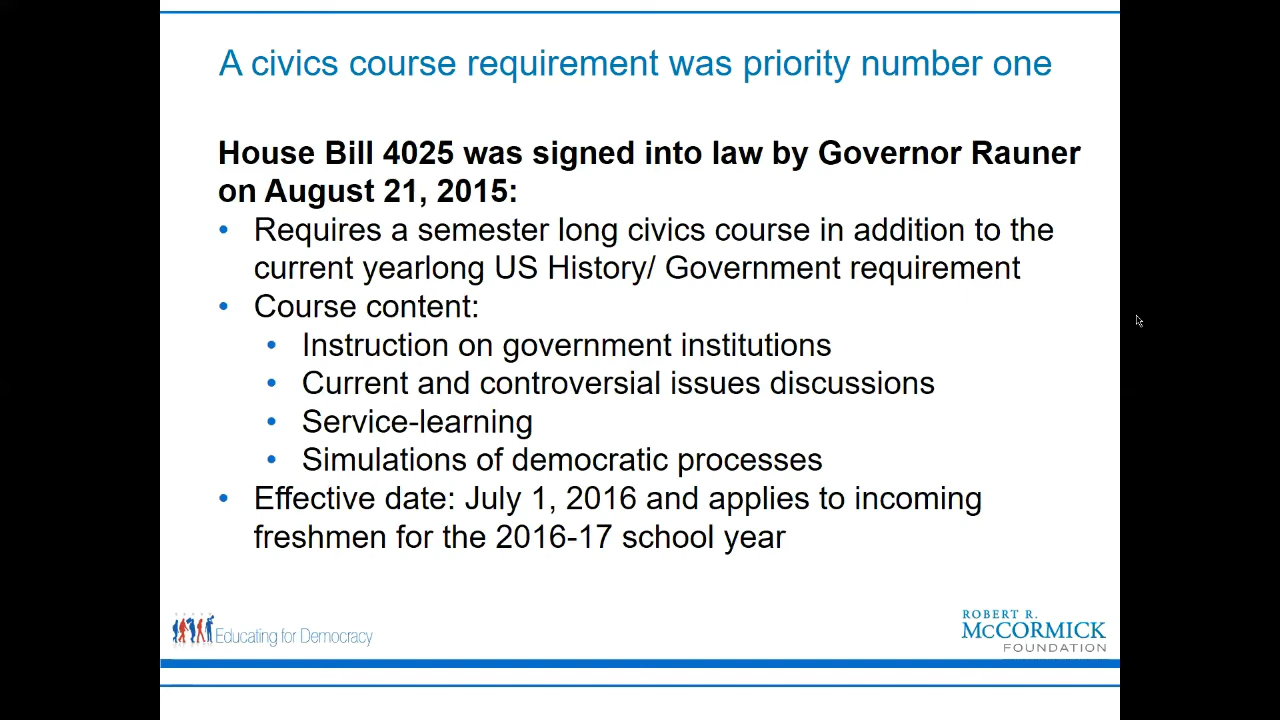 A civics course requirement was priority number one
House Bill 4025 was signed into law by Governor Rauner
on August 21, 2015:
• Requires a semester long civics course in addition to the
current yearlong US History/ Government requirement
• Course content:
• Instruction on government institutions
• Current and controversial issues discussions
• Service-learning
• Simulations of democratic processes
• Effective date: July 1, 2016 and applies to incoming
freshmen for the 2016-17 school year
Educating for Democracy
ROBERT R.
McCORMICK
FOUNDATION